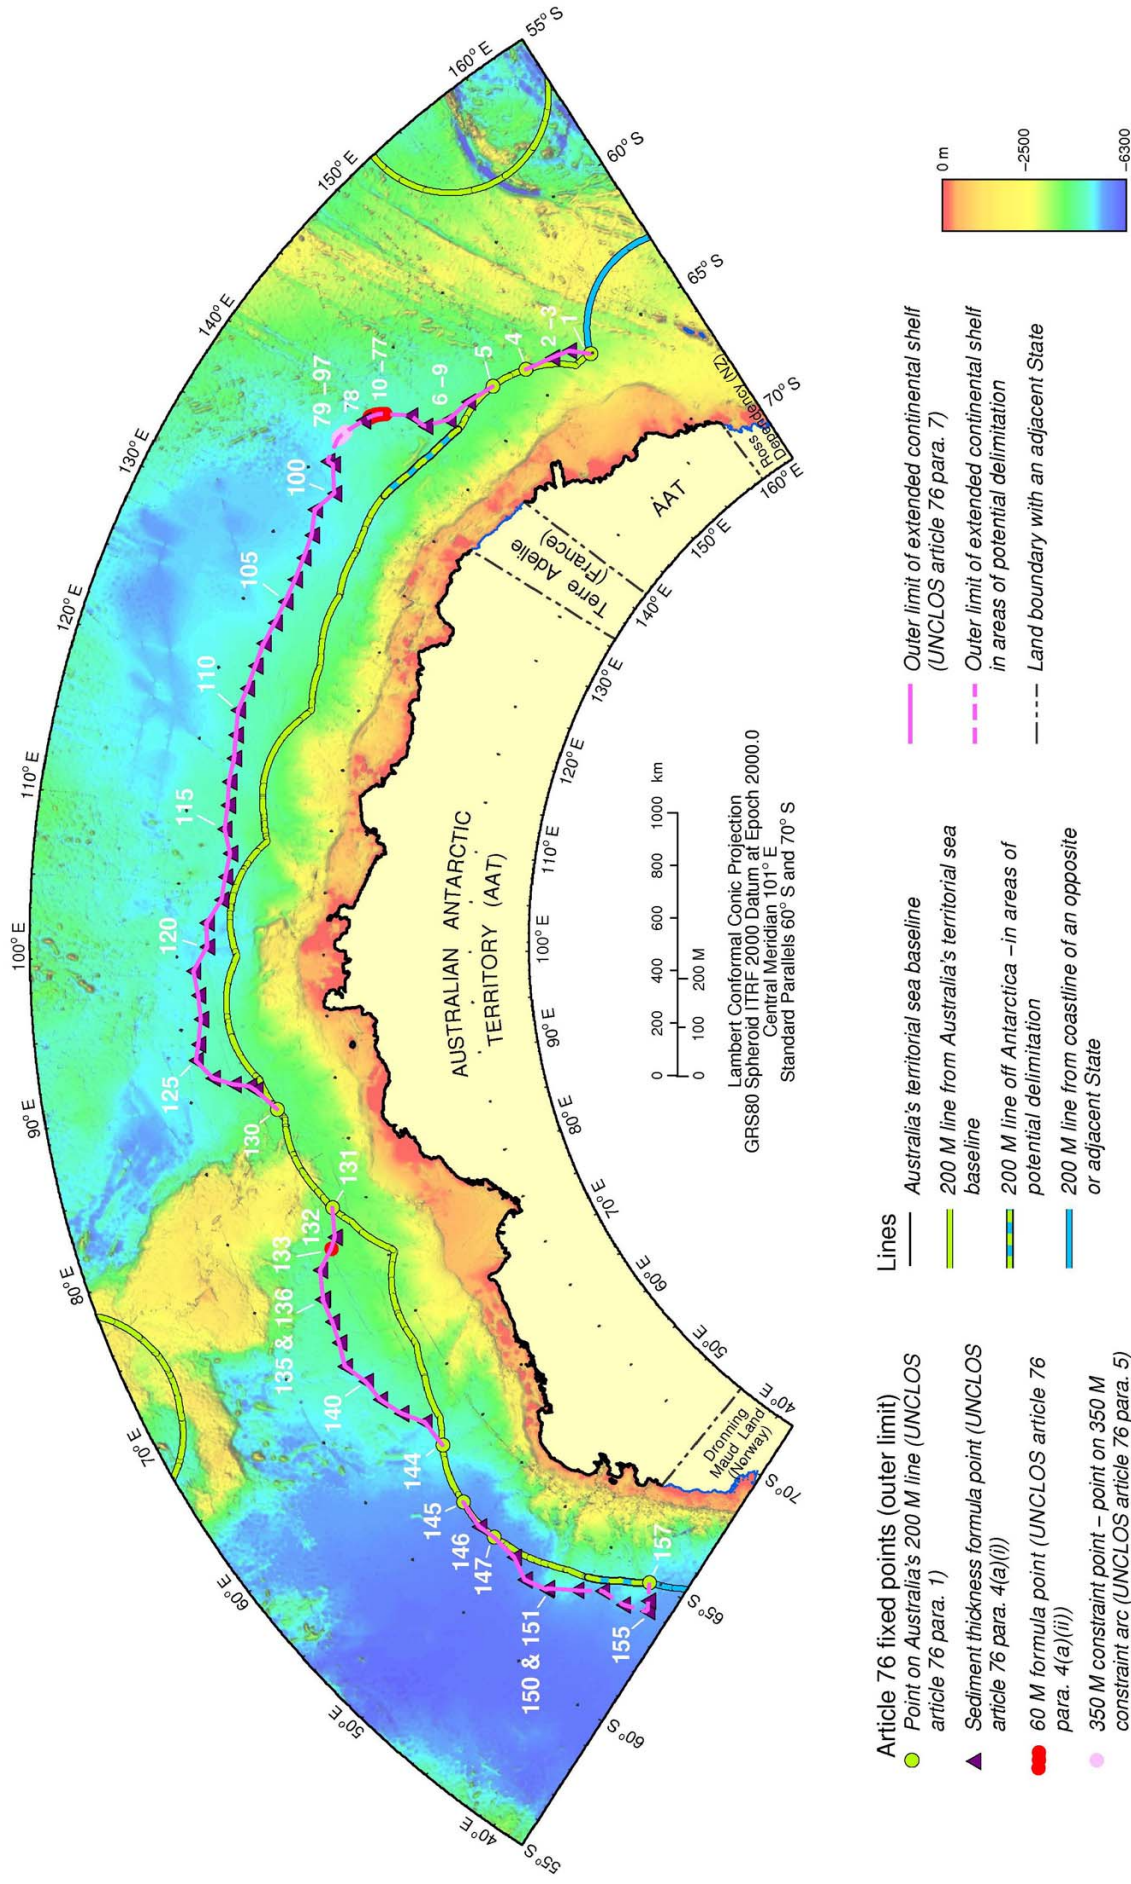 40° E
50° E
60° E
70° E
80° E
90° E
100° E
110° E
120° E
130° E
140° E
150° E
160° E
55° S
60° S
65° S
70° S
55° S
60° S
65° S
70° S
157
155
150 & 151
147
146
145
144
140
135 & 136
133
132
131
130
125
120
115
110
105
100
79 –97
78
10 –77
6 –9
5
4
2 –3
1
Dronning
Maud Land
(Norway)
AUSTRALIAN ANTARCTIC
TERRITORY (AAT)
Terre Adelie
(France)
AAT
Ross
Dependency (NZ)
40° E
50° E
60° E
70° E
80° E
90° E
100° E
110° E
120° E
130° E
140° E
150° E
160° E
0 200 400 600 800 1000 km
0 100 200 M
Lambert Conformal Conic Projection
GRS80 Spheroid ITRF 2000 Datum at Epoch 2000.0
Central Meridian 101° E
Standard Parallels 60° S and 70° S
Article 76 fixed points (outer limit)
Point on Australia's 200 M line (UNCLOS
article 76 para. 1)
Sediment thickness formula point (UNCLOS
article 76 para. 4(a)(i))
60 M formula point (UNCLOS article 76
para. 4(a)(ii))
350 M constraint point – point on 350 M
constraint arc (UNCLOS article 76 para. 5)
Lines
Australia's territorial sea baseline
200 M line from Australia's territorial sea
baseline
200 M line off Antarctica –in areas of
potential delimitation
200 M line from coastline of an opposite
or adjacent State
Outer limit of extended continental shelf
(UNCLOS article 76 para. 7)
Outer limit of extended continental shelf
in areas of potential delimitation
Land boundary with an adjacent State
0 m
–2500
–6300